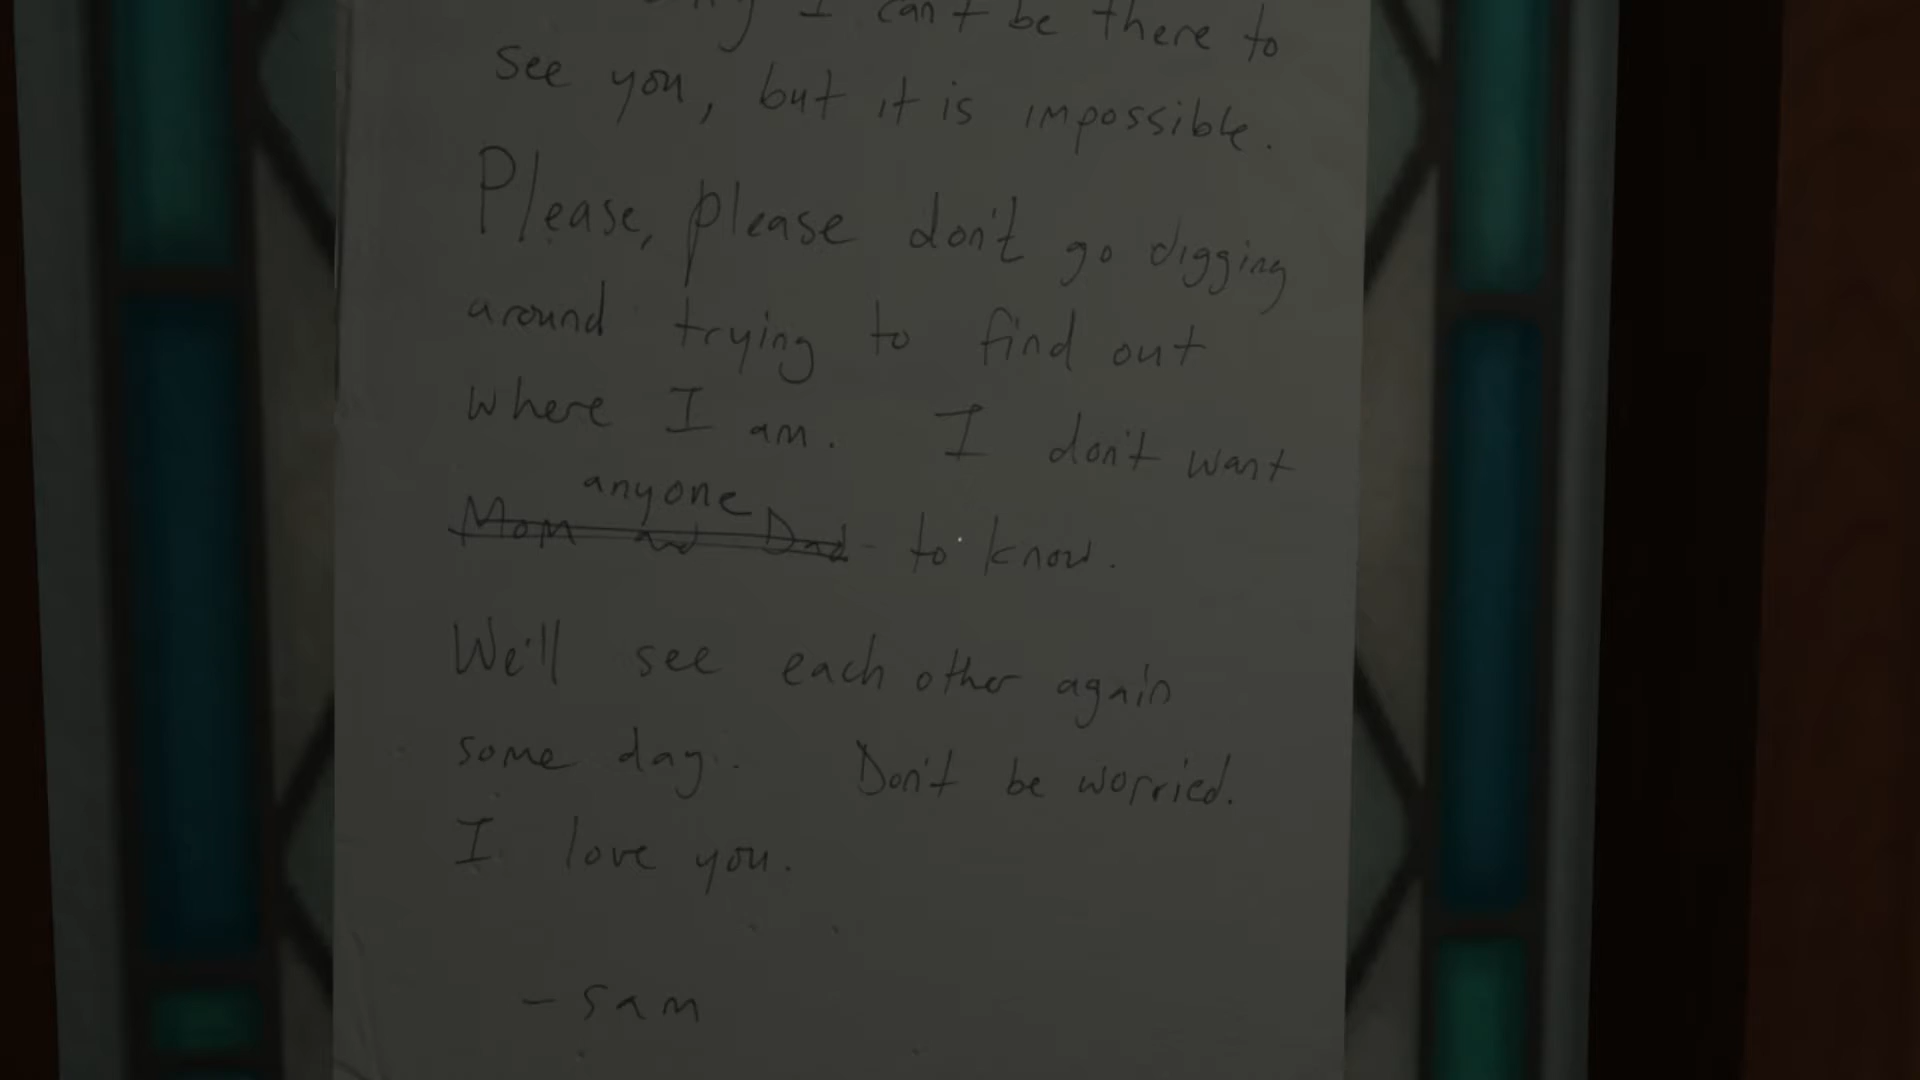 I can't be there to
see you, but it is impossible.
Please, please don't go digging
around trying to find out
where I am. I don't want
anyone
Mom and Dad to know.
We'll see each other again
some day. Don't be worried.
I love you.
- Sam